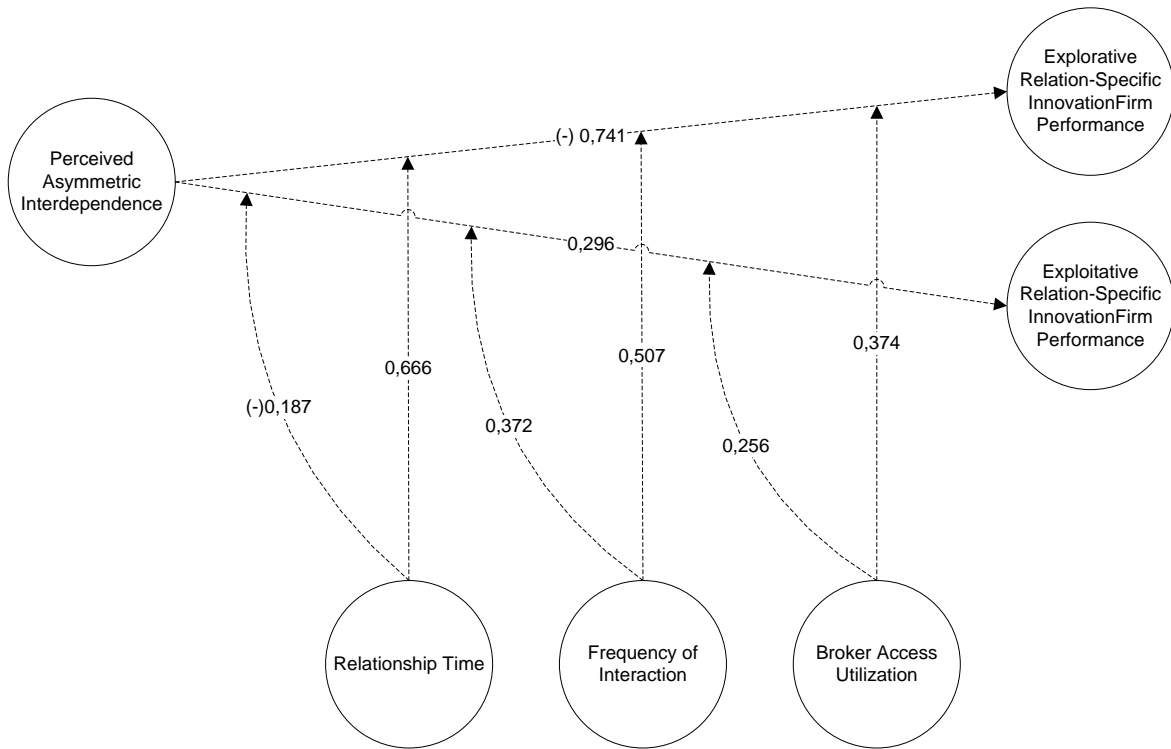 Explorative
Relation-Specific
InnovationFirm
Performance
(-) 0,741
Perceived
Asymmetric
Interdependence
0,296
Exploitative
Relation-Specific
InnovationFirm
Performance
0,666
0,507
0,374
(-)0,187
0,372
0,256
Relationship Time
Frequency of
Interaction
Broker Access
Utilization